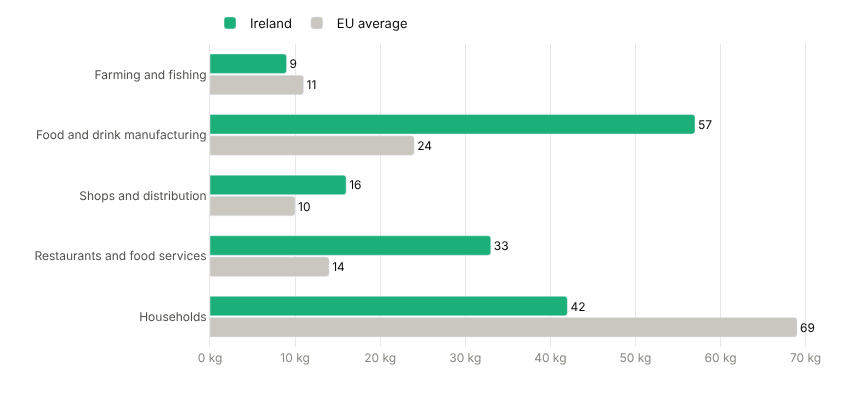 Ireland EU average
Farming and fishing 9
11
Food and drink manufacturing 57
24
Shops and distribution 16
10
Restaurants and food services 33
14
Households 42
69
0 kg 10 kg 20 kg 30 kg 40 kg 50 kg 60 kg 70 kg